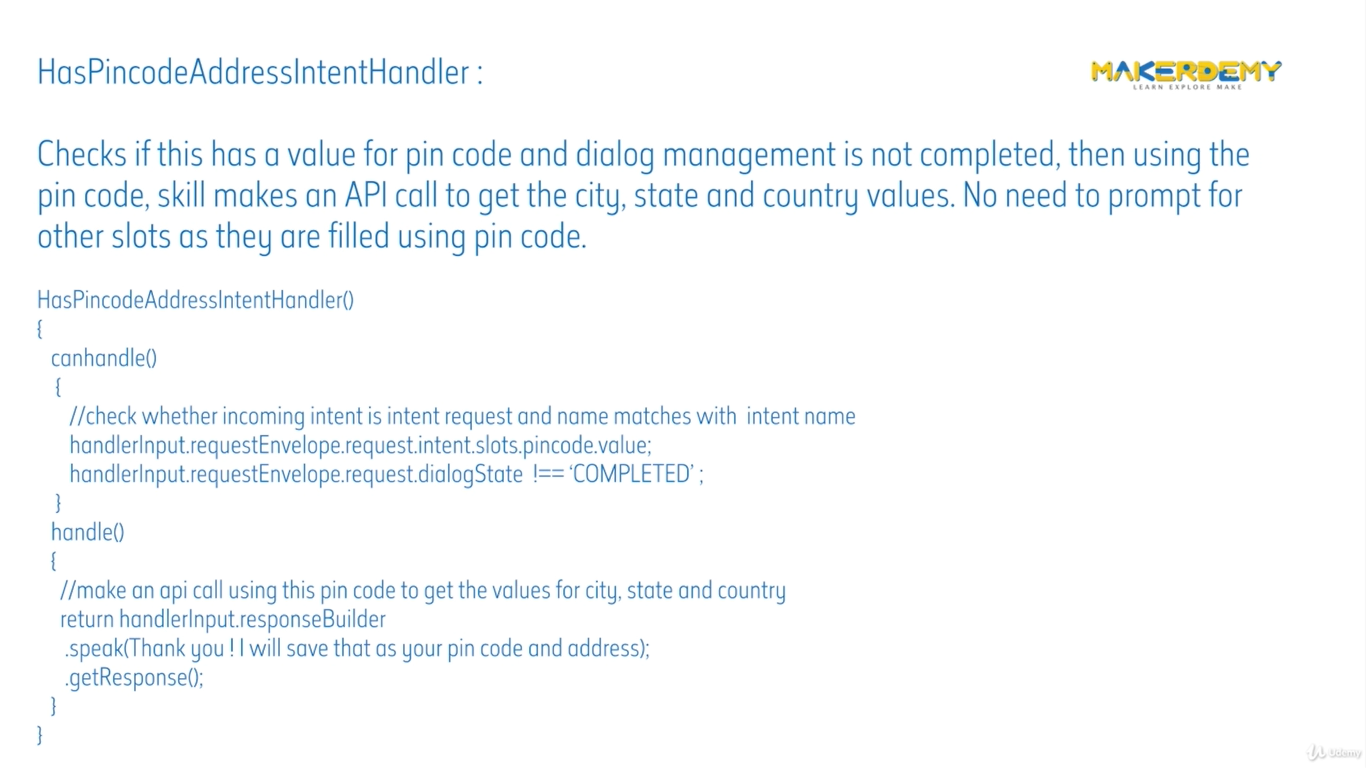 HasPincodeAddressIntentHandler :
MAKERDEMY
LEARN EXPLORE MAKE
Checks if this has a value for pin code and dialog management is not completed, then using the
pin code, skill makes an API call to get the city, state and country values. No need to prompt for
other slots as they are filled using pin code.
HasPincodeAddressIntentHandler()
{
canhandle()
{
//check whether incoming intent is intent request and name matches with intent name
handlerInput.requestEnvelope.request.intent.slots.pincode.value;
handlerInput.requestEnvelope.request.dialogState !== ‘COMPLETED’ ;
}
handle()
{
//make an api call using this pin code to get the values for city, state and country
return handlerInput.responseBuilder
.speak(Thank you ! I will save that as your pin code and address);
.getResponse();
}
}
Udemy